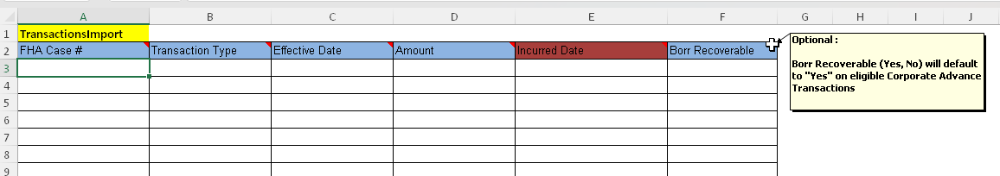 A B C D E F G H I J
1 TransactionsImport
2 FHA Case # Transaction Type Effective Date Amount Incurred Date Borr Recoverable
3
4
5
6
7
8
9
Optional :
Borr Recoverable (Yes, No) will default
to "Yes" on eligible Corporate Advance
Transactions